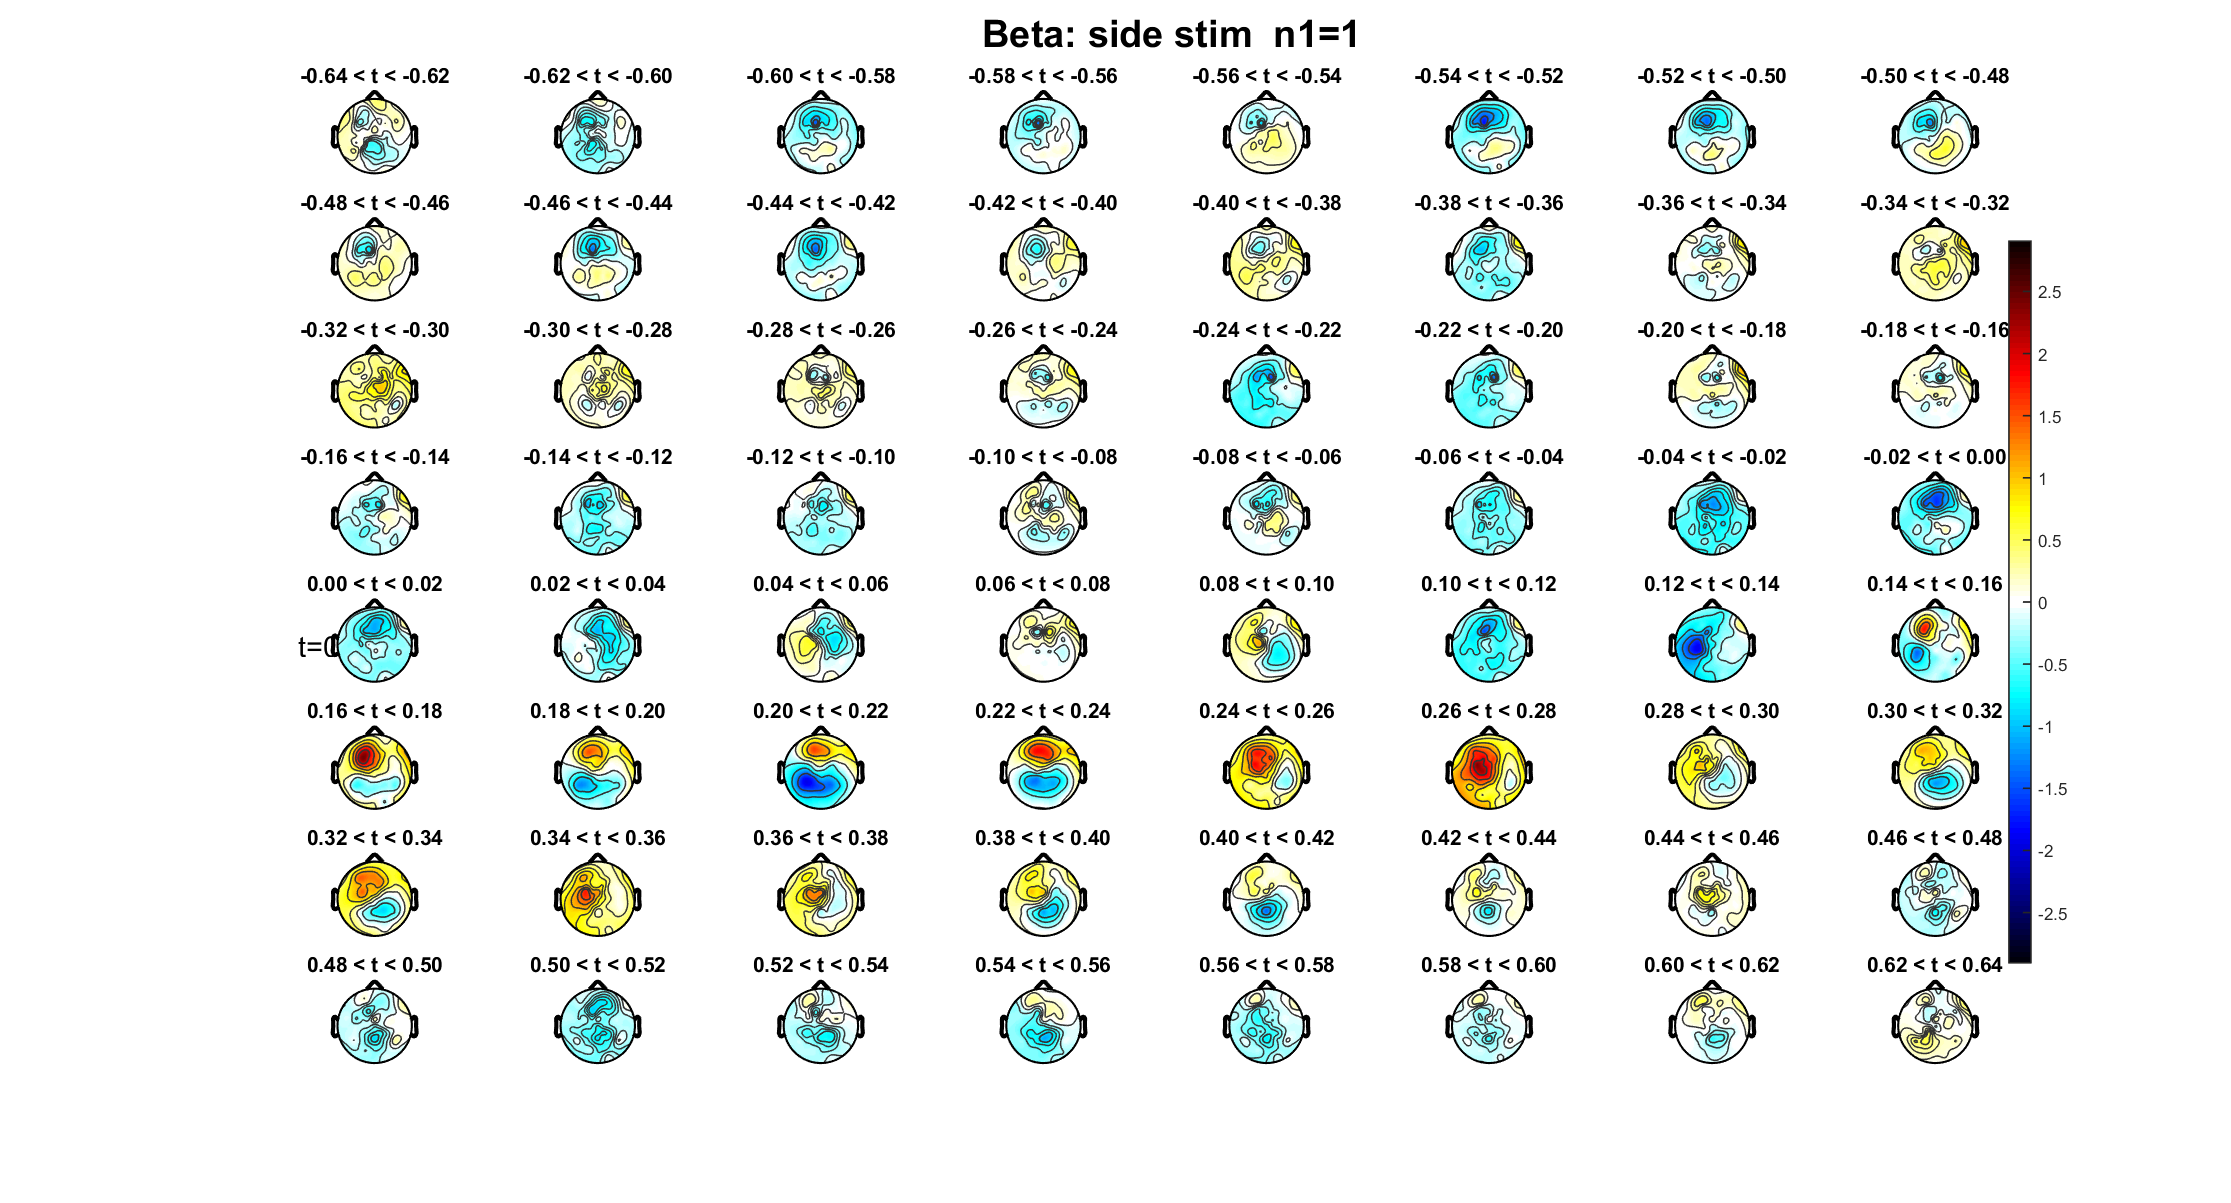 Beta: side stim  n1=1
-0.64 < t < -0.62 -0.62 < t < -0.60 -0.60 < t < -0.58 -0.58 < t < -0.56 -0.56 < t < -0.54 -0.54 < t < -0.52 -0.52 < t < -0.50 -0.50 < t < -0.48
-0.48 < t < -0.46 -0.46 < t < -0.44 -0.44 < t < -0.42 -0.42 < t < -0.40 -0.40 < t < -0.38 -0.38 < t < -0.36 -0.36 < t < -0.34 -0.34 < t < -0.32
-0.32 < t < -0.30 -0.30 < t < -0.28 -0.28 < t < -0.26 -0.26 < t < -0.24 -0.24 < t < -0.22 -0.22 < t < -0.20 -0.20 < t < -0.18 -0.18 < t < -0.16
-0.16 < t < -0.14 -0.14 < t < -0.12 -0.12 < t < -0.10 -0.10 < t < -0.08 -0.08 < t < -0.06 -0.06 < t < -0.04 -0.04 < t < -0.02 -0.02 < t < 0.00
0.00 < t < 0.02 0.02 < t < 0.04 0.04 < t < 0.06 0.06 < t < 0.08 0.08 < t < 0.10 0.10 < t < 0.12 0.12 < t < 0.14 0.14 < t < 0.16
t=0
0.16 < t < 0.18 0.18 < t < 0.20 0.20 < t < 0.22 0.22 < t < 0.24 0.24 < t < 0.26 0.26 < t < 0.28 0.28 < t < 0.30 0.30 < t < 0.32
0.32 < t < 0.34 0.34 < t < 0.36 0.36 < t < 0.38 0.38 < t < 0.40 0.40 < t < 0.42 0.42 < t < 0.44 0.44 < t < 0.46 0.46 < t < 0.48
0.48 < t < 0.50 0.50 < t < 0.52 0.52 < t < 0.54 0.54 < t < 0.56 0.56 < t < 0.58 0.58 < t < 0.60 0.60 < t < 0.62 0.62 < t < 0.64
2.5
2
1.5
1
0.5
0
-0.5
-1
-1.5
-2
-2.5